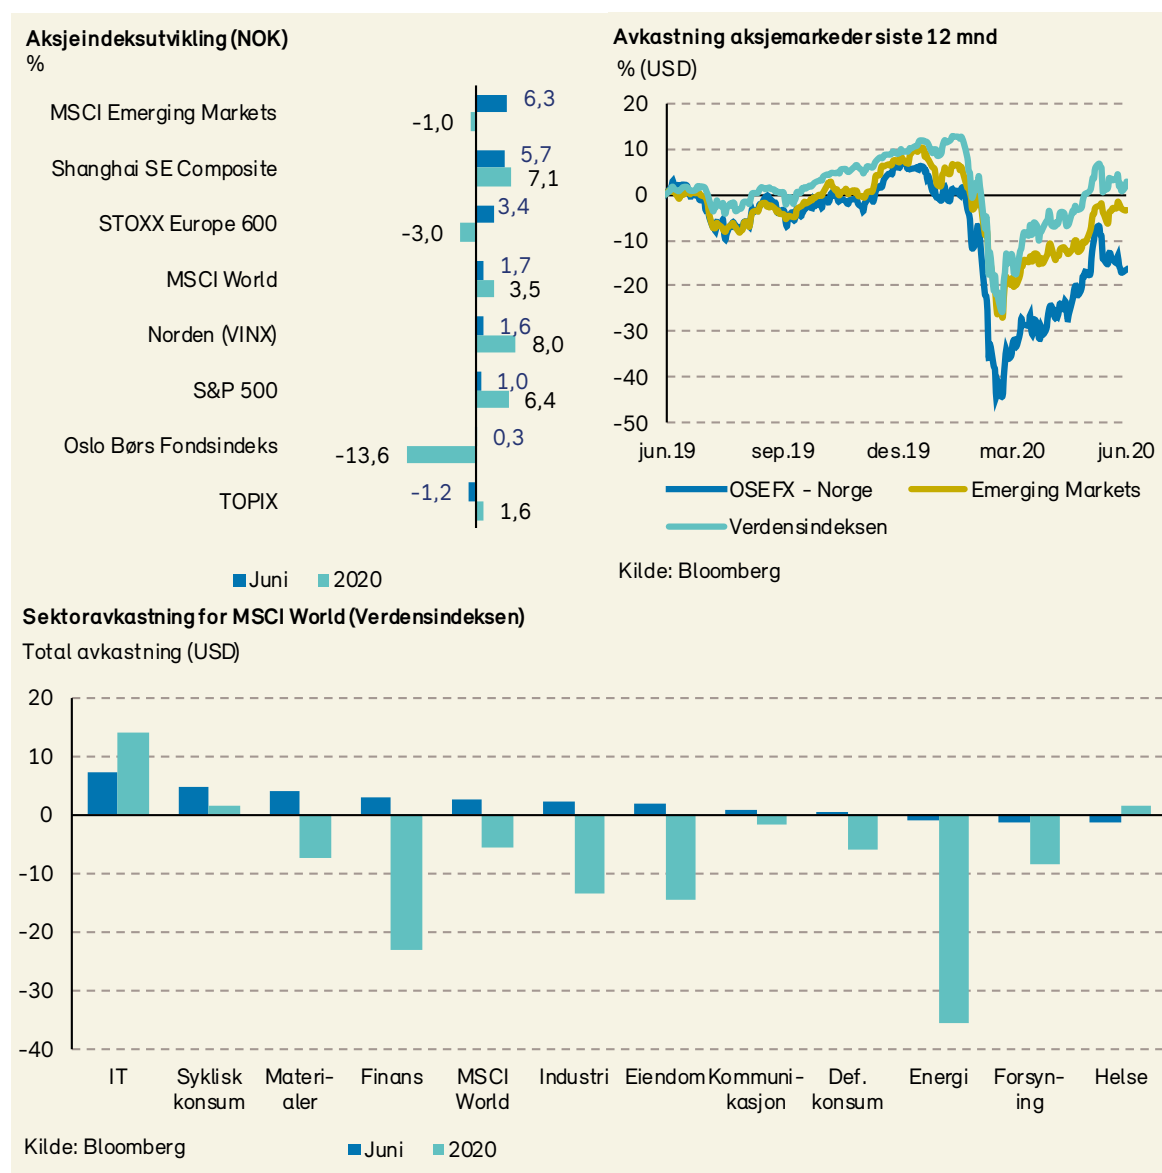 Aksjeindeksutvikling (NOK)
%
MSCI Emerging Markets
6,3
-1,0
Shanghai SE Composite
5,7
7,1
STOXX Europe 600
3,4
-3,0
MSCI World
1,7
3,5
Norden (VINX)
1,6
8,0
S&P 500
1,0
6,4
Oslo Børs Fondsindeks
0,3
-13,6
TOPIX
-1,2
1,6
Juni 2020
Avkastning aksjemarkeder siste 12 mnd
% (USD)
20
10
0
-10
-20
-30
-40
-50
jun.19 sep.19 des.19 mar.20 jun.20
OSEFX - Norge Emerging Markets
Verdensindeksen
Kilde: Bloomberg
Sektoravkastning for MSCI World (Verdensindeksen)
Total avkastning (USD)
20
10
0
-10
-20
-30
-40
IT Syklisk Materi- Finans MSCI Industri Eiendom Kommuni- Def. Energi Forsyn- Helse
konsum aler World kasjon konsum ing
Kilde: Bloomberg Juni 2020